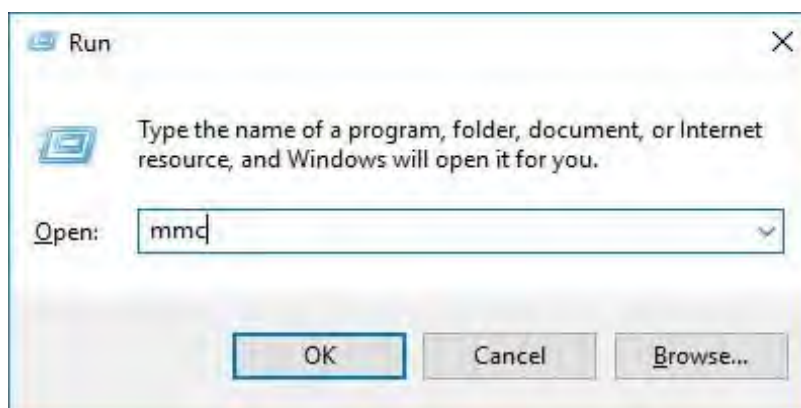 Run
Type the name of a program, folder, document, or Internet
resource, and Windows will open it for you.
Open: mmc
OK Cancel Browse...